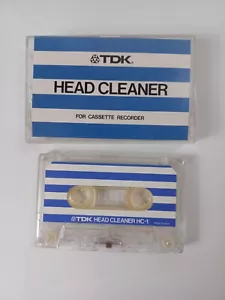 TDK.
HEAD CLEANER
FOR CASSETTE RECORDER
TDK HEAD CLEANER HC-1